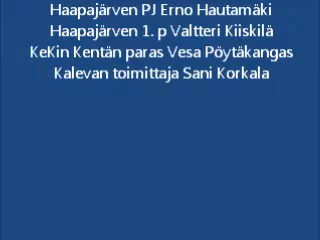 Haapajärven PJ Erno Hautamäki
Haapajärven 1. p Valtteri Kiiskilä
KeKin Kentän paras Vesa Pöytäkangas
Kalevan toimittaja Sani Korkala